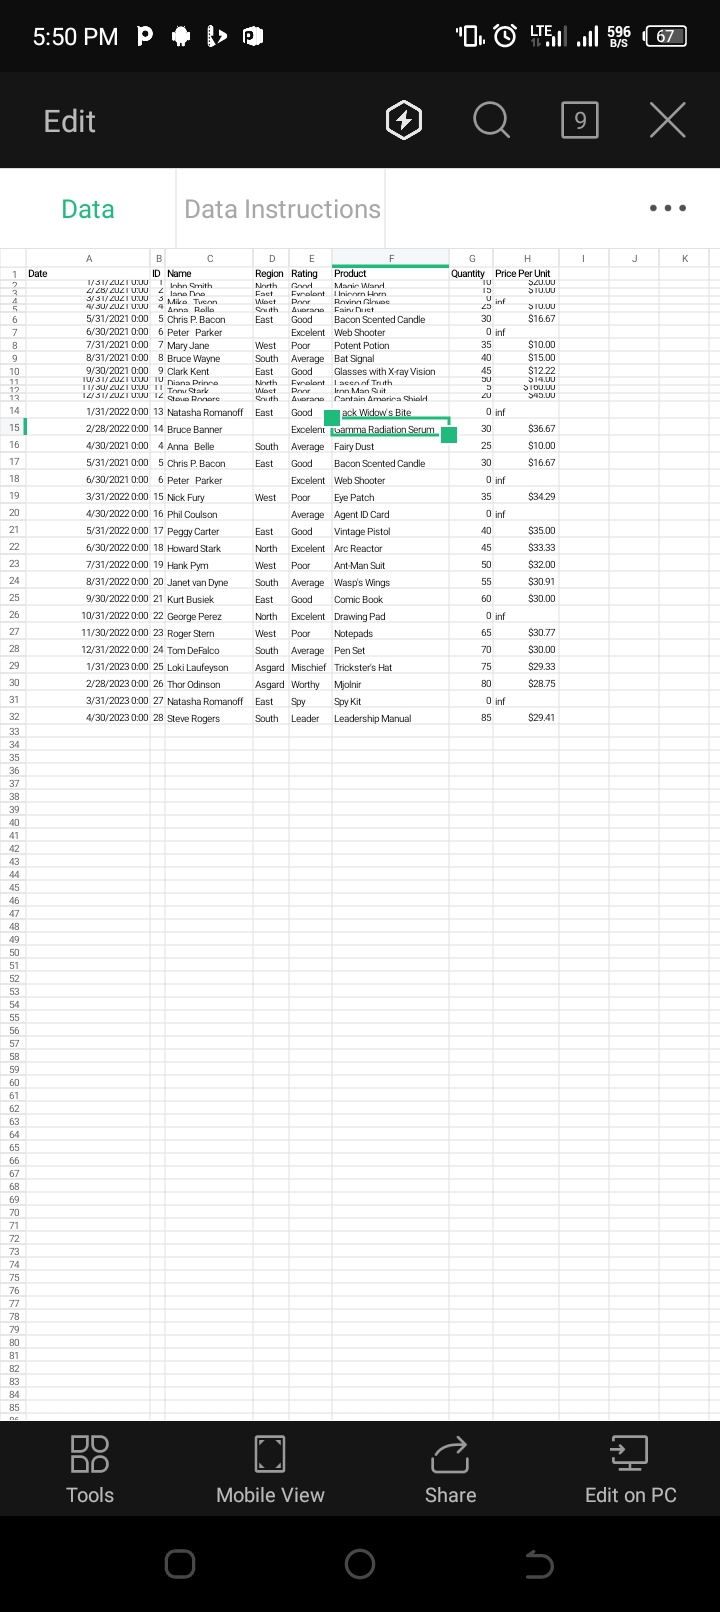 5:50 PM LTE 596 B/S 67
Edit 9
Data Data Instructions
A B C D E F G H I J K
1 Date ID Name Region Rating Product Quantity Price Per Unit
2 1/31/2021 0:00 1 John Smith North Good Magic Wand 10 $20.00
3 2/28/2021 0:00 2 Jane Doe East Excellent Unicorn Horn 15 $10.00
4 3/31/2021 0:00 3 Mike Tyson West Poor Boxing Gloves 0 inf
5 4/30/2021 0:00 4 Anna Belle South Average Fairy Dust 25 $10.00
6 5/31/2021 0:00 5 Chris P. Bacon East Good Bacon Scented Candle 30 $16.67
7 6/30/2021 0:00 6 Peter Parker Excellent Web Shooter 0 inf
8 7/31/2021 0:00 7 Mary Jane West Poor Potent Potion 35 $10.00
9 8/31/2021 0:00 8 Bruce Wayne South Average Bat Signal 40 $15.00
10 9/30/2021 0:00 9 Clark Kent East Good Glasses with X-ray Vision 45 $12.22
11 10/31/2021 0:00 10 Diana Prince North Excellent Lasso of Truth 50 $14.00
12 11/30/2021 0:00 11 Tony Stark West Poor Iron Man Suit 5 $160.00
13 12/31/2021 0:00 12 Steve Rogers South Average Captain America Shield 20 $45.00
14 1/31/2022 0:00 13 Natasha Romanoff East Good ack Widow's Bite 0 inf
15 2/28/2022 0:00 14 Bruce Banner Excellent Gamma Radiation Serum 30 $36.67
16 4/30/2021 0:00 4 Anna Belle South Average Fairy Dust 25 $10.00
17 5/31/2021 0:00 5 Chris P. Bacon East Good Bacon Scented Candle 30 $16.67
18 6/30/2021 0:00 6 Peter Parker Excellent Web Shooter 0 inf
19 3/31/2022 0:00 15 Nick Fury West Poor Eye Patch 35 $34.29
20 4/30/2022 0:00 16 Phil Coulson Average Agent ID Card 0 inf
21 5/31/2022 0:00 17 Peggy Carter East Good Vintage Pistol 40 $35.00
22 6/30/2022 0:00 18 Howard Stark North Excellent Arc Reactor 45 $33.33
23 7/31/2022 0:00 19 Hank Pym West Poor Ant-Man Suit 50 $32.00
24 8/31/2022 0:00 20 Janet van Dyne South Average Wasp's Wings 55 $30.91
25 9/30/2022 0:00 21 Kurt Busiek East Good Comic Book 60 $30.00
26 10/31/2022 0:00 22 George Perez North Excellent Drawing Pad 0 inf
27 11/30/2022 0:00 23 Roger Stern West Poor Notepads 65 $30.77
28 12/31/2022 0:00 24 Tom DeFalco South Average Pen Set 70 $30.00
29 1/31/2023 0:00 25 Loki Laufeyson Asgard Mischief Trickster's Hat 75 $29.33
30 2/28/2023 0:00 26 Thor Odinson Asgard Worthy Mjolnir 80 $28.75
31 3/31/2023 0:00 27 Natasha Romanoff East Spy Spy Kit 0 inf
32 4/30/2023 0:00 28 Steve Rogers South Leader Leadership Manual 85 $29.41
33
34
35
36
37
38
39
40
41
42
43
44
45
46
47
48
49
50
51
52
53
54
55
56
57
58
59
60
61
62
63
64
65
66
67
68
69
70
71
72
73
74
75
76
77
78
79
80
81
82
83
84
85
86
Tools Mobile View Share Edit on PC